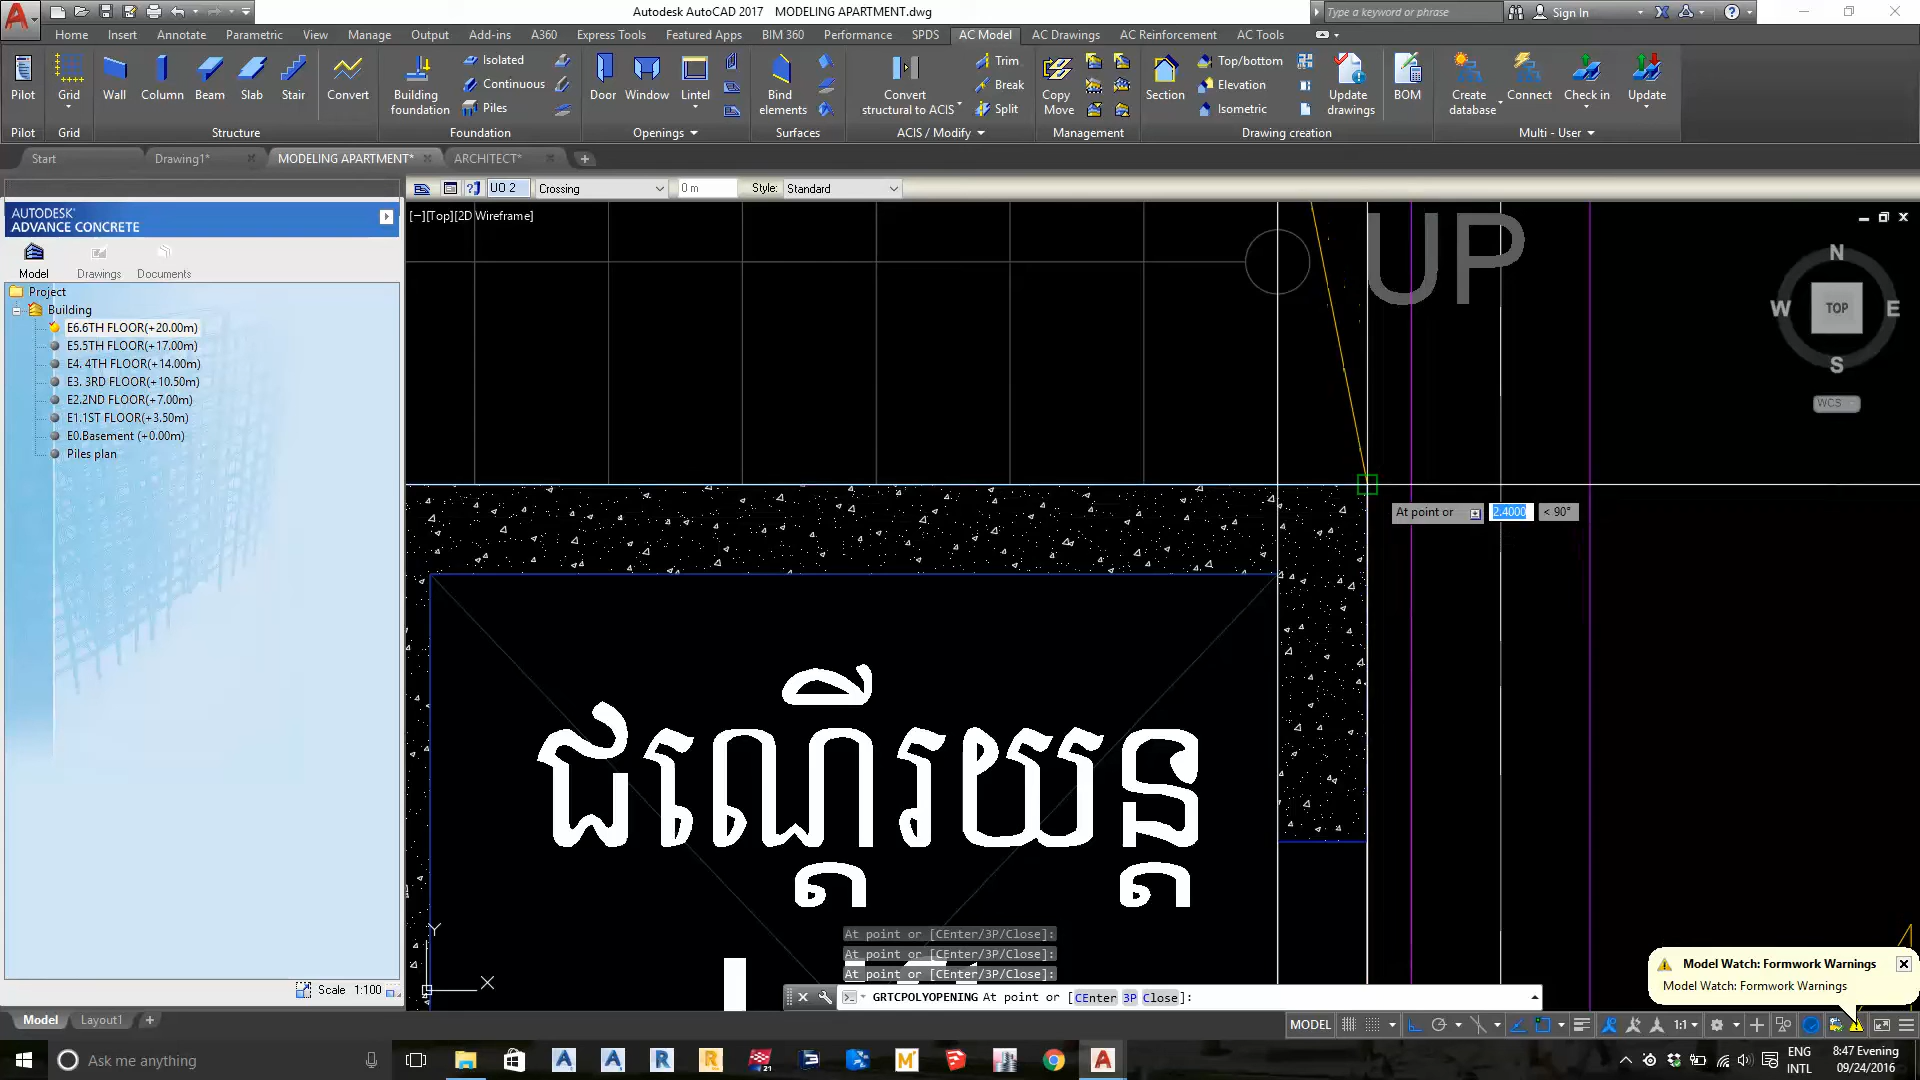 Autodesk AutoCAD 2017 MODELING APARTMENT.dwg
Type a keyword or phrase
Sign In
Home Insert Annotate Parametric View Manage Output Add-ins A360 Express Tools Featured Apps BIM 360 Performance SPDS AC Model AC Drawings AC Reinforcement AC Tools
Pilot Grid Wall Column Beam Slab Stair Convert Building foundation Isolated Continuous Piles Door Window Lintel Bind elements Convert structural to ACIS Trim Break Split Copy Move Section Top/bottom Elevation Isometric Update drawings BOM Create database Connect Check in Update
Pilot Grid Structure Foundation Openings Surfaces ACIS / Modify Management Drawing creation Multi - User
Start Drawing1* MODELING APARTMENT* ARCHITECT*
UO 2 Crossing 0 m Style: Standard
AUTODESK®
ADVANCE CONCRETE
Model Drawings Documents
Project
Building
E6.6TH FLOOR(+20.00m)
E5.5TH FLOOR(+17.00m)
E4. 4TH FLOOR(+14.00m)
E3. 3RD FLOOR(+10.50m)
E2.2ND FLOOR(+7.00m)
E1.1ST FLOOR(+3.50m)
E0.Basement (+0.00m)
Piles plan
Scale 1:100
[−][Top][2D Wireframe]
UP
N
W TOP E
S
WCS
At point or 2.4000 < 90°
ជណ្តើរយន្ត
Y
X
At point or [CEnter/3P/Close]:
At point or [CEnter/3P/Close]:
At point or [CEnter/3P/Close]:
GRTCPOLYOPENING At point or [CEnter 3P Close]:
Model Watch: Formwork Warnings
Model Watch: Formwork Warnings
Model Layout1
MODEL 1:1
Ask me anything
21
ENG
INTL
8:47 Evening
09/24/2016